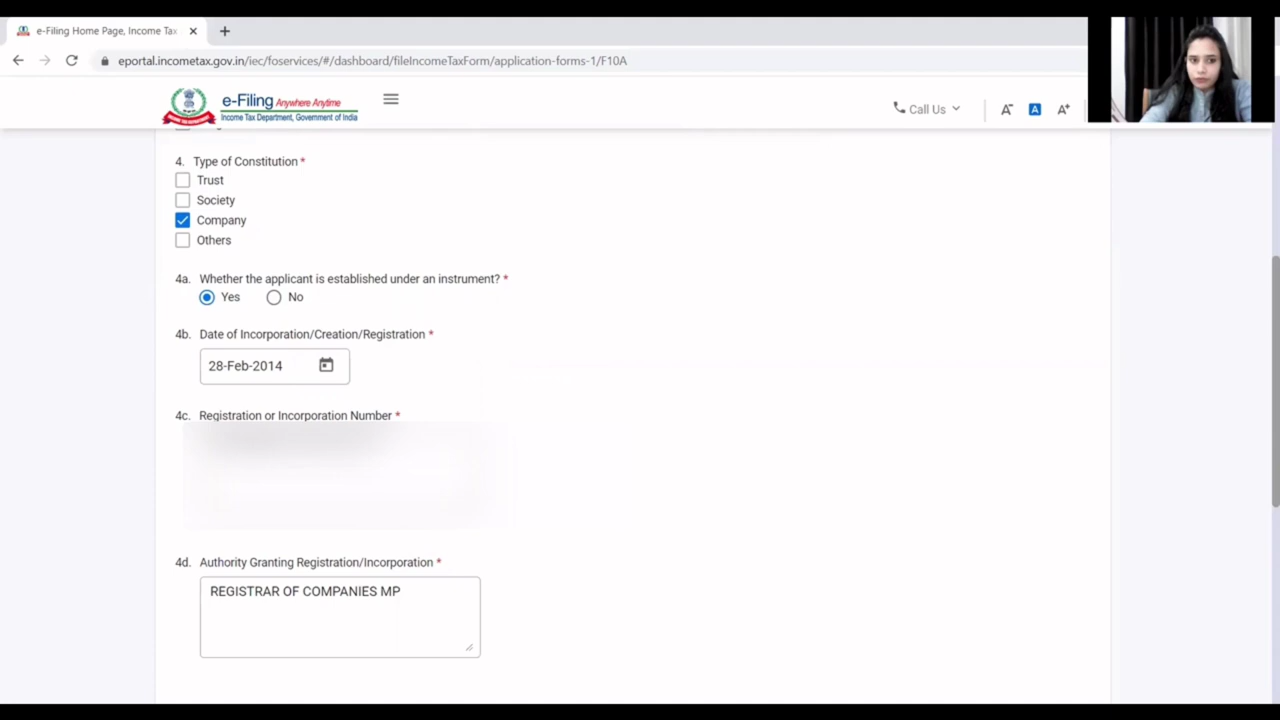 e-Filing Home Page, Income Tax
eportal.incometax.gov.in/iec/foservices/#/dashboard/fileIncomeTaxForm/application-forms-1/F10A
e-Filing Anywhere Anytime
Income Tax Department, Government of India
Call Us
A-
A
A+
4. Type of Constitution *
Trust
Society
Company
Others
4a. Whether the applicant is established under an instrument? *
Yes No
4b. Date of Incorporation/Creation/Registration *
28-Feb-2014
4c. Registration or Incorporation Number *
4d. Authority Granting Registration/Incorporation *
REGISTRAR OF COMPANIES MP